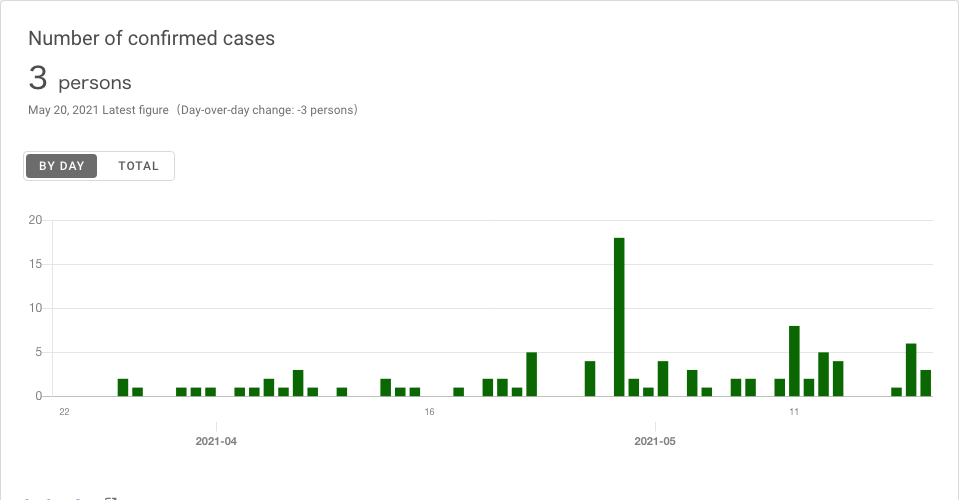 Number of confirmed cases
3 persons
May 20, 2021 Latest figure（Day-over-day change: -3 persons）
BY DAY TOTAL
20
15
10
5
0
22 16 11
2021-04 2021-05